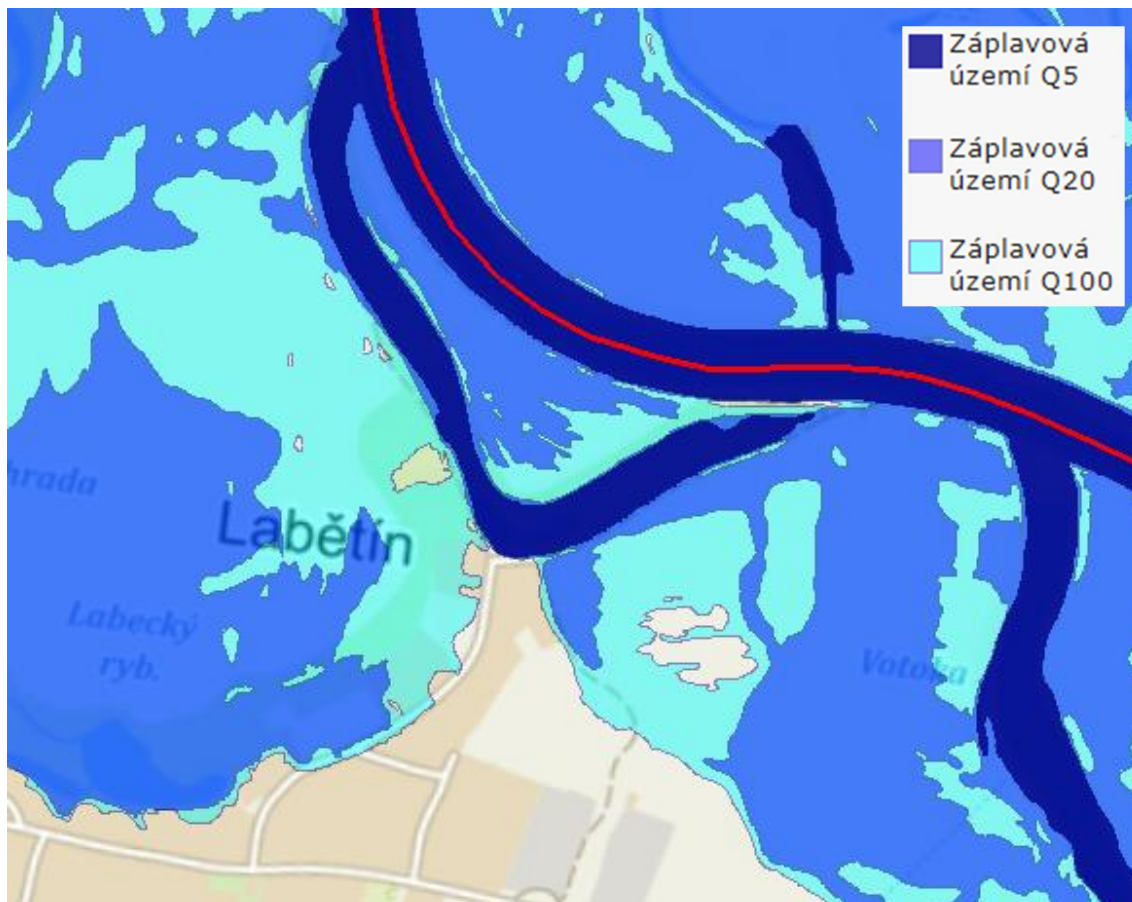 Záplavová
území Q5
Záplavová
území Q20
Záplavová
území Q100
hrada
Labětín
Labecký
ryb.
Votoka